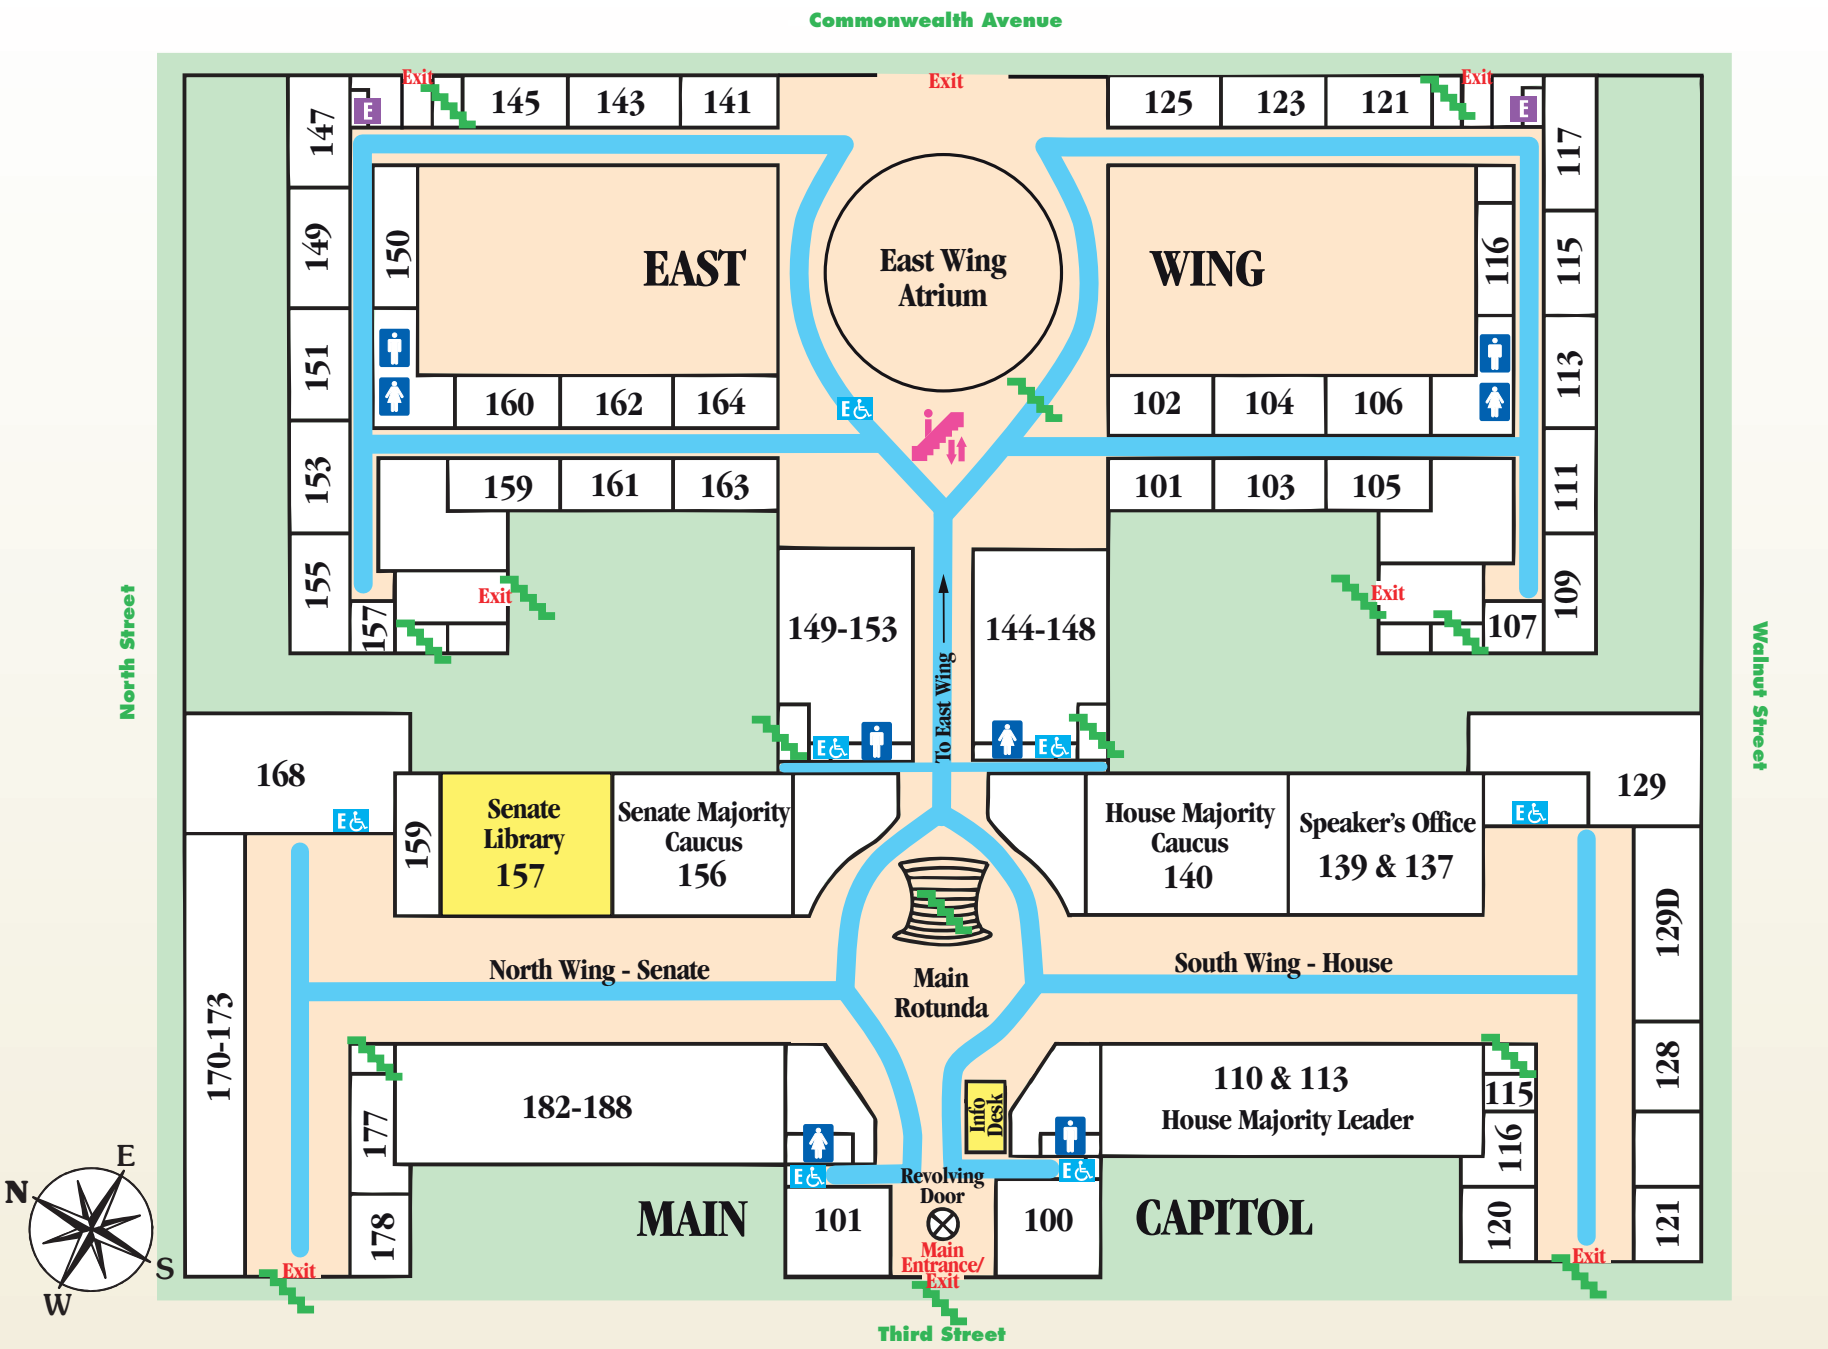 Commonwealth Avenue
Exit
Exit
Exit
E
145
143
141
125
123
121
E
147
117
149
150
EAST
East Wing
Atrium
WING
116
115
151
113
160
162
164
E
102
104
106
153
159
161
163
101
103
105
111
155
Exit
Exit
109
157
107
149-153
144-148
To East Wing
North Street
Walnut Street
E
E
168
E
129
E
159
Senate
Library
157
Senate Majority
Caucus
156
House Majority
Caucus
140
Speaker's Office
139 & 137
129D
North Wing - Senate
Main
Rotunda
South Wing - House
170-173
128
177
182-188
Info
Desk
110 & 113
House Majority Leader
115
116
E
E
Revolving
Door
178
MAIN
101
100
CAPITOL
120
121
Main
Entrance/
Exit
Exit
Exit
N
E
S
W
Third Street